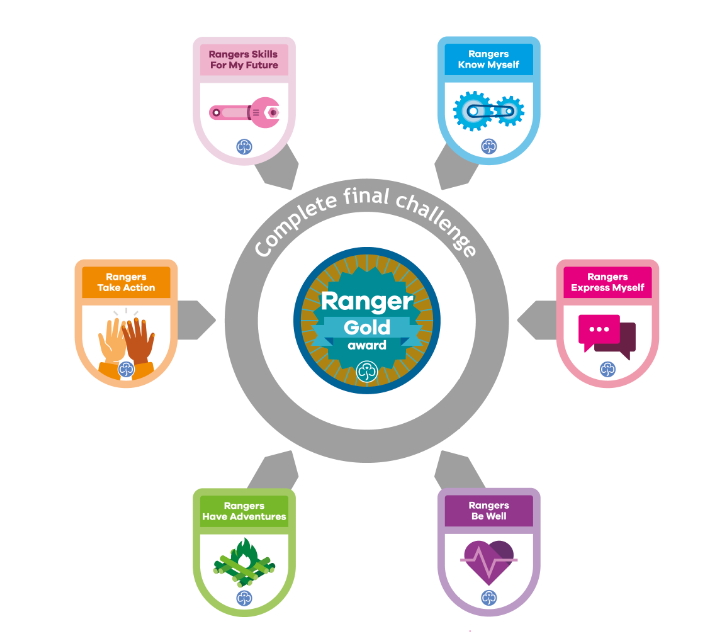 Rangers Skills
For My Future
Rangers
Know Myself
Complete final challenge
Rangers
Take Action
Ranger
Gold
award
Rangers
Express Myself
Rangers
Have Adventures
Rangers
Be Well